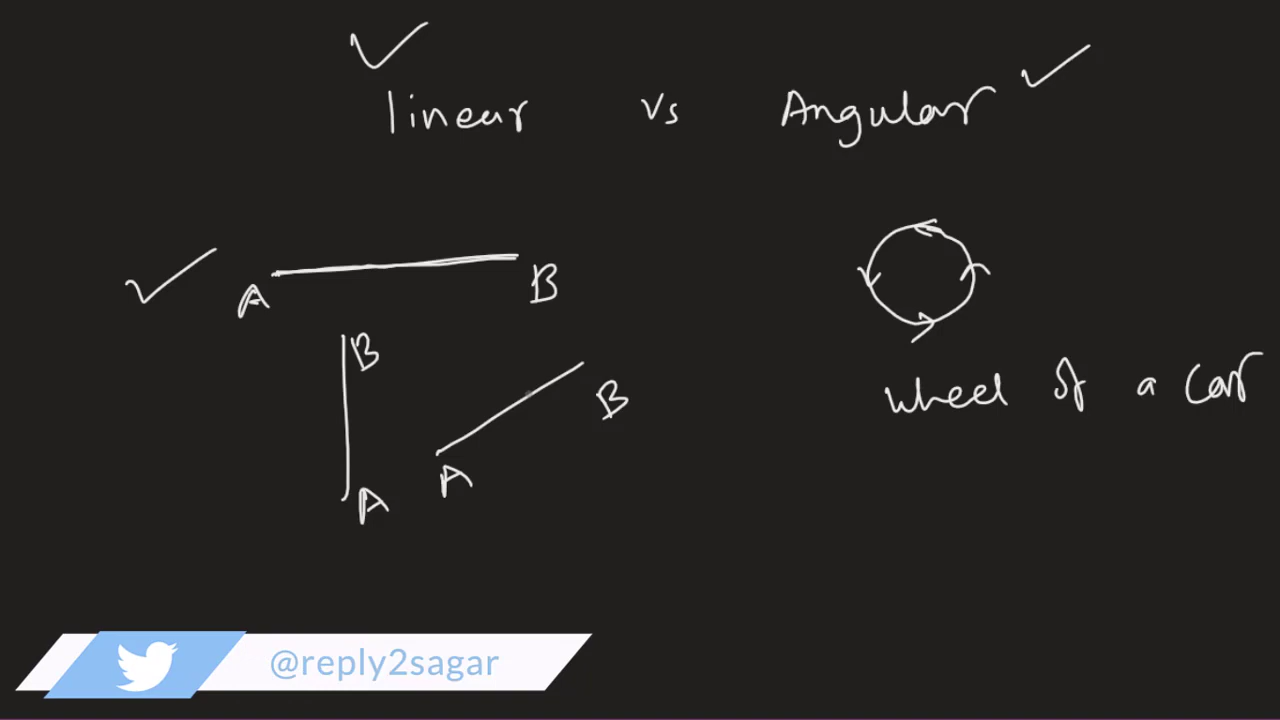 linear vs Angular
A B
B
A
A B
wheel of a car
@reply2sagar